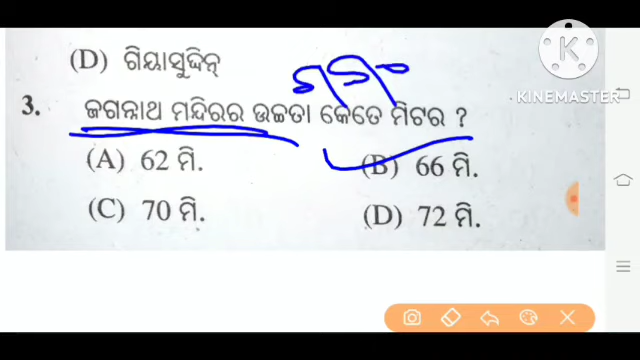 (D) ଗିୟାସୁଦ୍ଦିନ୍
KINEMASTER
3. ଜଗନ୍ନାଥ ମନ୍ଦିରର ଉଚ୍ଚତା କେତେ ମିଟର ?
(A) 62 ମି. (B) 66 ମି.
(C) 70 ମି. (D) 72 ମି.